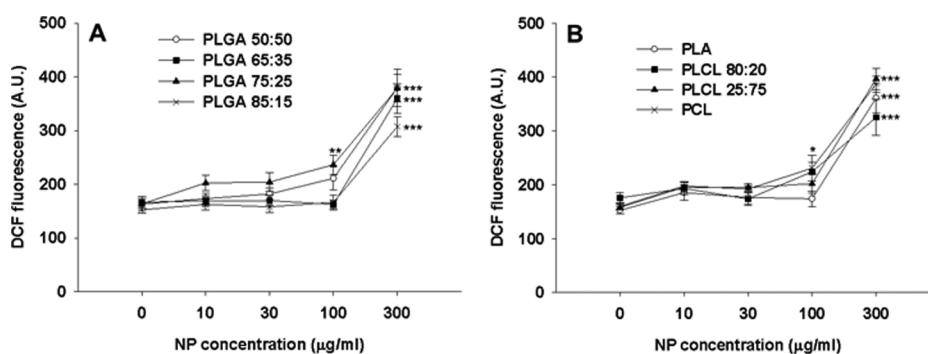 A
PLGA 50:50
PLGA 65:35
PLGA 75:25
PLGA 85:15
500
400
300
200
100
0
DCF fluorescence (A.U.)
**
***
***
***
0 10 30 100 300
NP concentration (µg/ml)
B
PLA
PLCL 80:20
PLCL 25:75
PCL
500
400
300
200
100
0
DCF fluorescence (A.U.)
*
***
***
***
0 10 30 100 300
NP concentration (µg/ml)